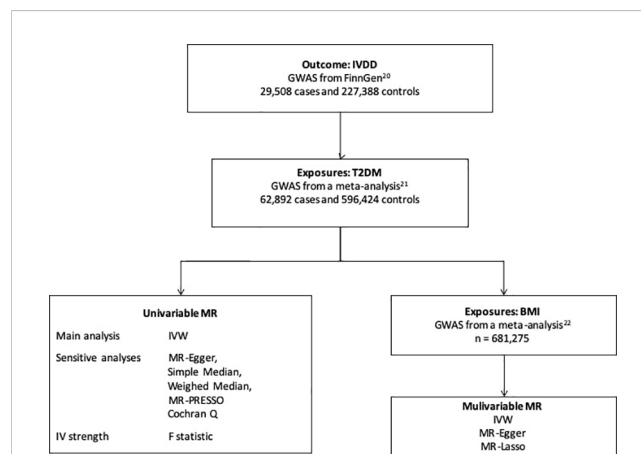 Outcome: IVDD
GWAS from FinnGen20
29,508 cases and 227,388 controls
Exposures: T2DM
GWAS from a meta-analysis21
62,892 cases and 596,424 controls
Univariable MR
Main analysis IVW
Sensitive analyses MR-Egger,
Simple Median,
Weighed Median,
MR-PRESSO
Cochran Q
IV strength F statistic
Exposures: BMI
GWAS from a meta-analysis22
n = 681,275
Mulivariable MR
IVW
MR-Egger
MR-Lasso